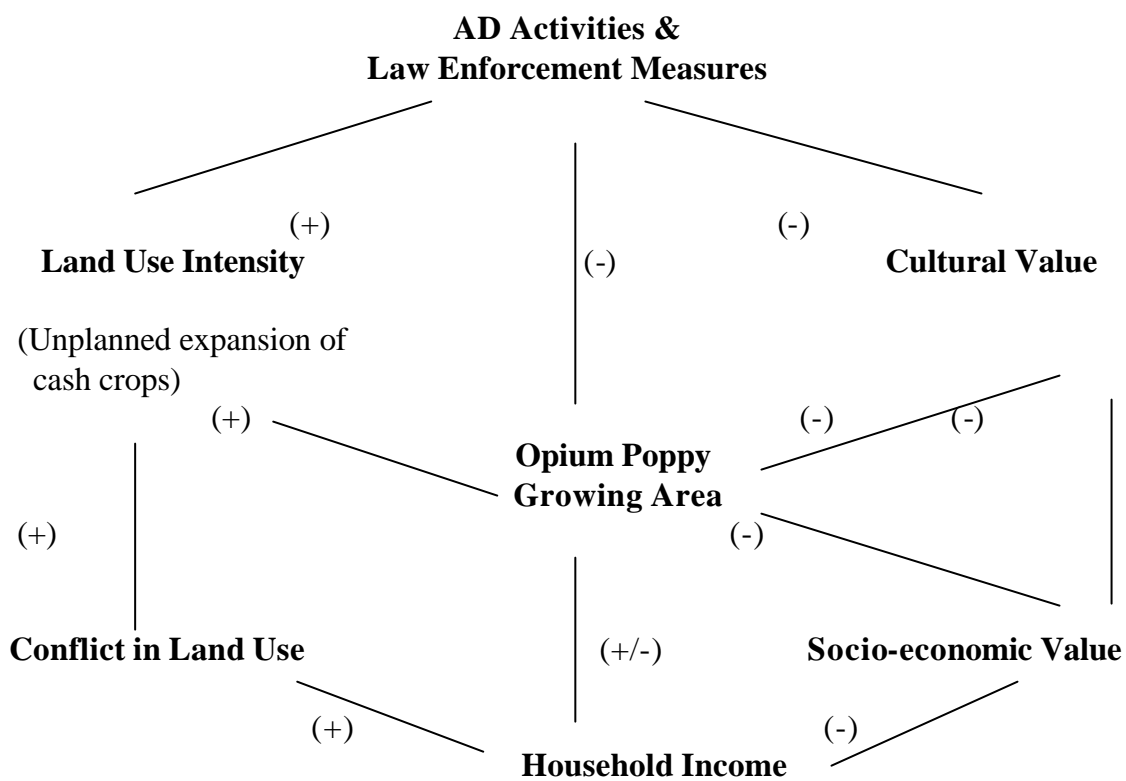 AD Activities &
Law Enforcement Measures
(+)
(-)
Land Use Intensity
(-)
Cultural Value
(Unplanned expansion of
cash crops)
(+)
(-)
(-)
Opium Poppy
Growing Area
(+)
(-)
Conflict in Land Use
(+/-)
Socio-economic Value
(+)
(-)
Household Income